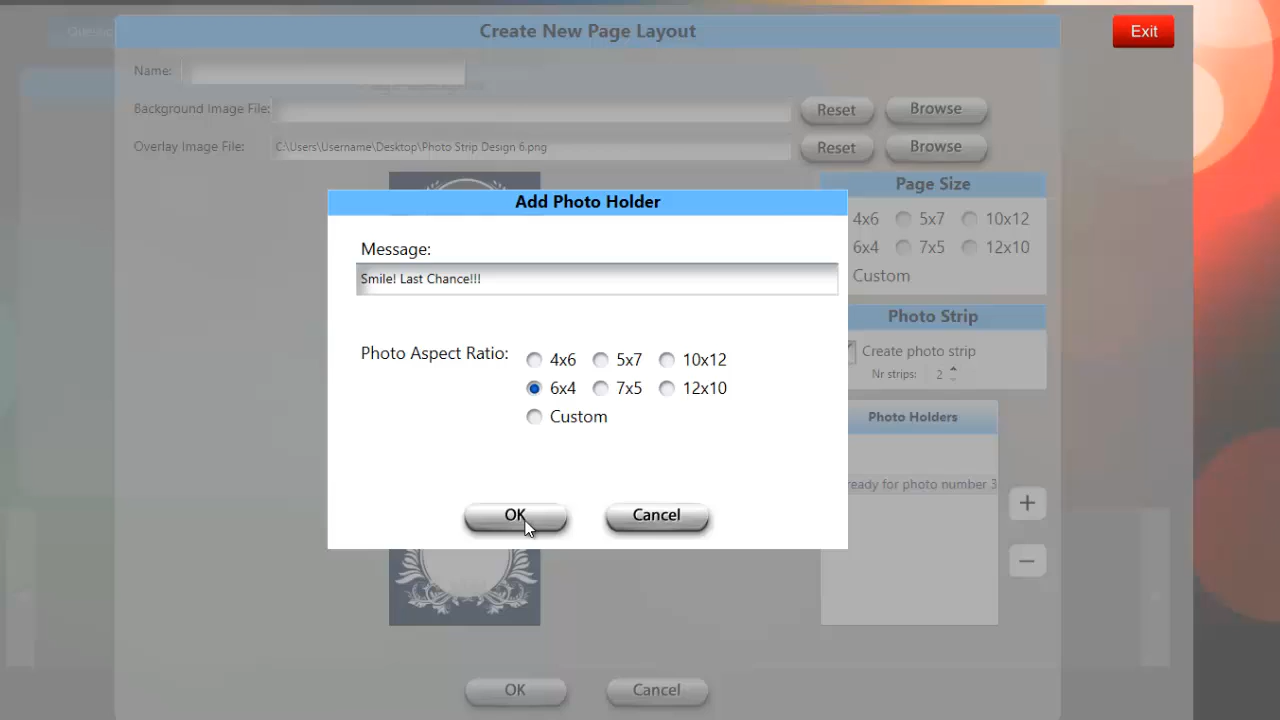 Create New Page Layout
Exit
Name:
Background Image File:
Reset
Browse
Overlay Image File:
C:\Users\Username\Desktop\Photo Strip Design 6.png
Reset
Browse
Add Photo Holder
Message:
Smile! Last Chance!!!
Photo Aspect Ratio:
4x6 5x7 10x12
6x4 7x5 12x10
Custom
OK
Cancel
Page Size
4x6 5x7 10x12
6x4 7x5 12x10
Custom
Photo Strip
Create photo strip
Nr strips: 2
Photo Holders
ready for photo number 3
+
−
OK
Cancel